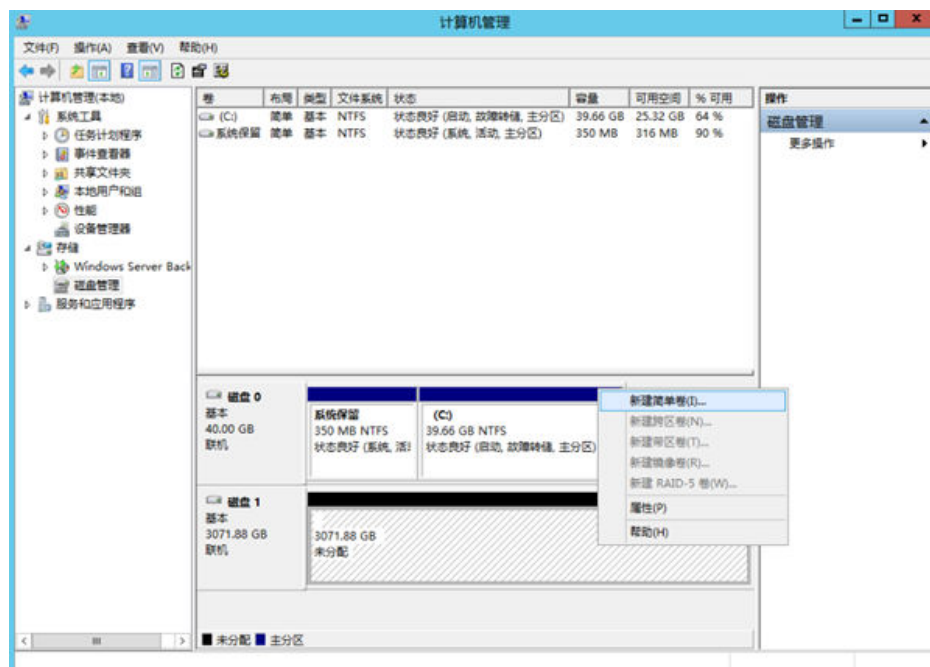 计算机管理
文件(F) 操作(A) 查看(V) 帮助(H)
计算机管理(本地)
系统工具
任务计划程序
事件查看器
共享文件夹
本地用户和组
性能
设备管理器
存储
Windows Server Back
磁盘管理
服务和应用程序
卷 布局 类型 文件系统 状态 容量 可用空间 % 可用
(C:) 简单 基本 NTFS 状态良好 (启动, 故障转储, 主分区) 39.66 GB 25.32 GB 64 %
系统保留 简单 基本 NTFS 状态良好 (系统, 活动, 主分区) 350 MB 316 MB 90 %
操作
磁盘管理
更多操作
磁盘 0
基本
40.00 GB
联机
系统保留
350 MB NTFS
状态良好 (系统, 活
(C:)
39.66 GB NTFS
状态良好 (启动, 故障转储, 主分区)
新建简单卷(I)...
新建跨区卷(N)...
新建带区卷(T)...
新建镜像卷(R)...
新建 RAID-5 卷(W)...
属性(P)
帮助(H)
磁盘 1
基本
3071.88 GB
联机
3071.88 GB
未分配
未分配 主分区